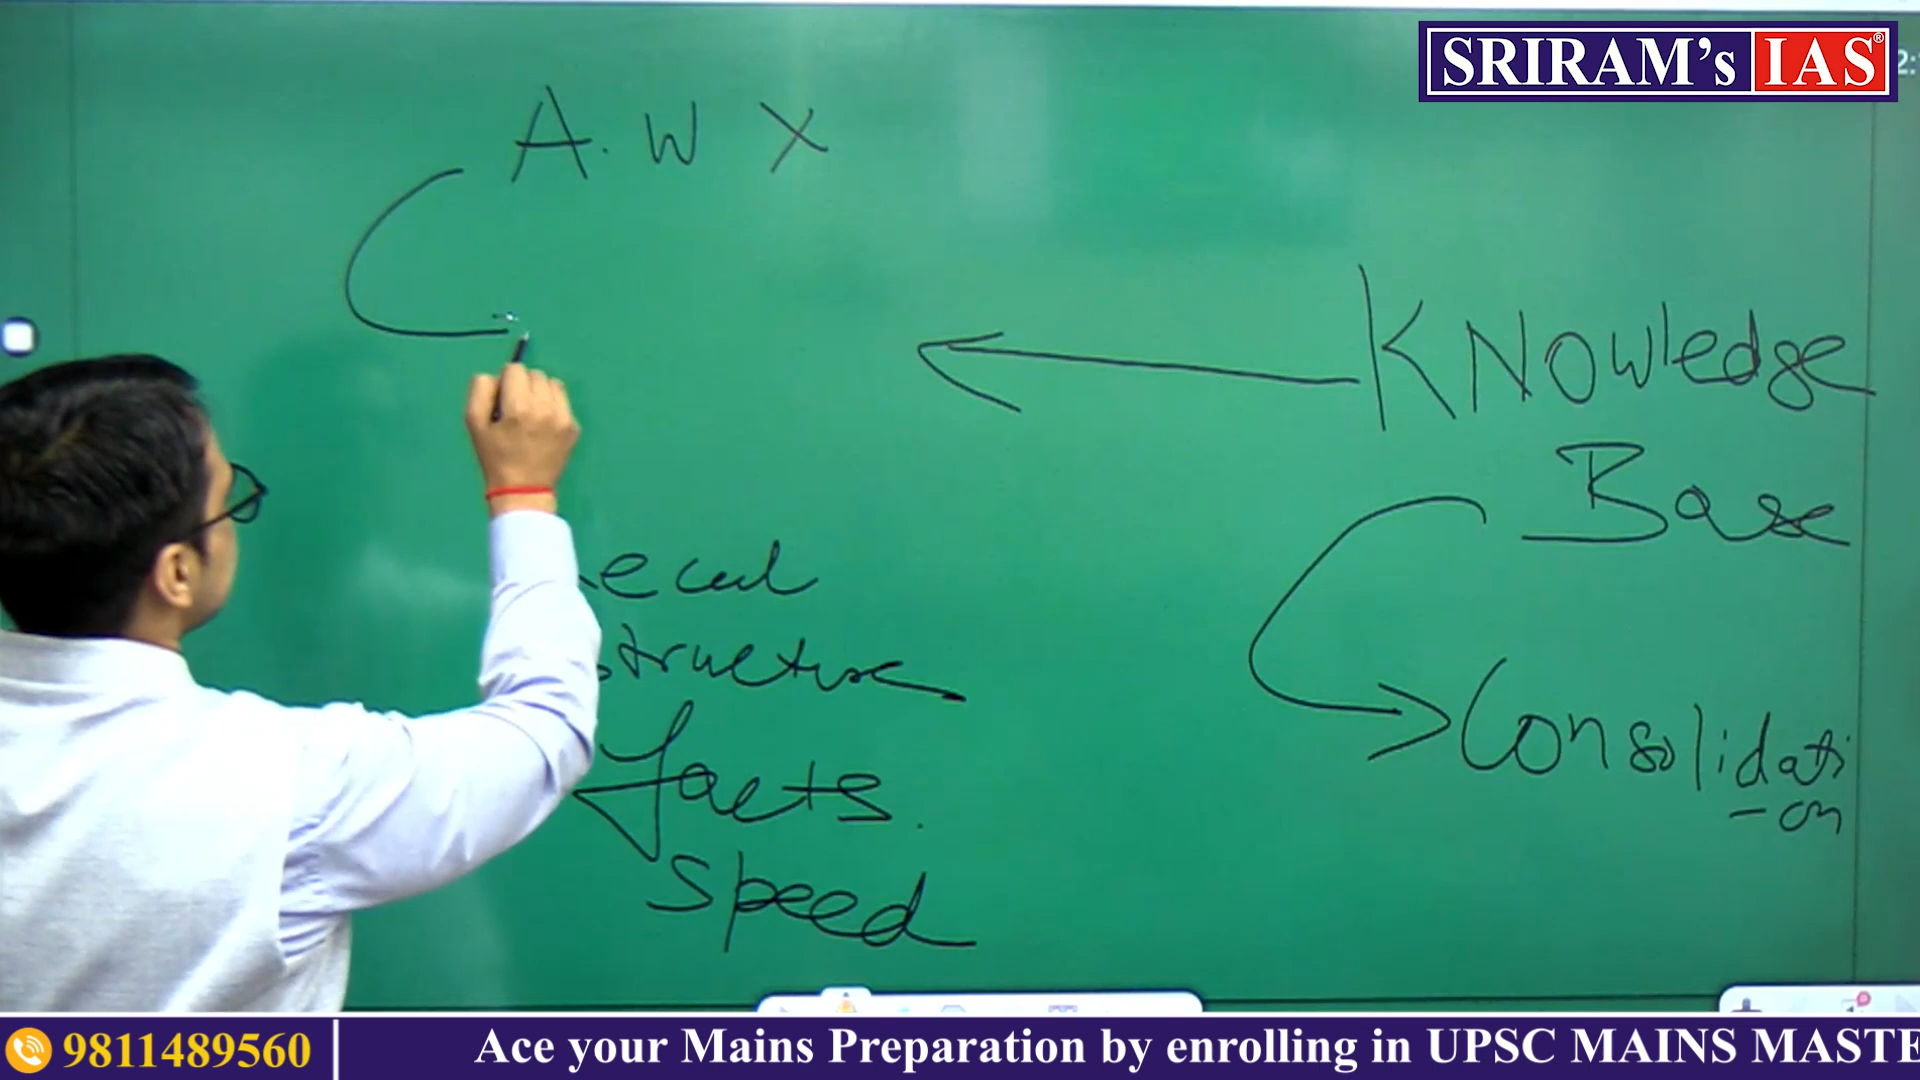 SRIRAM's IAS®
2:
A. W X
KNOwledge
Base
ecal
structure
facts.
speed
Consolidati
-on
9811489560
Ace your Mains Preparation by enrolling in UPSC MAINS MASTE